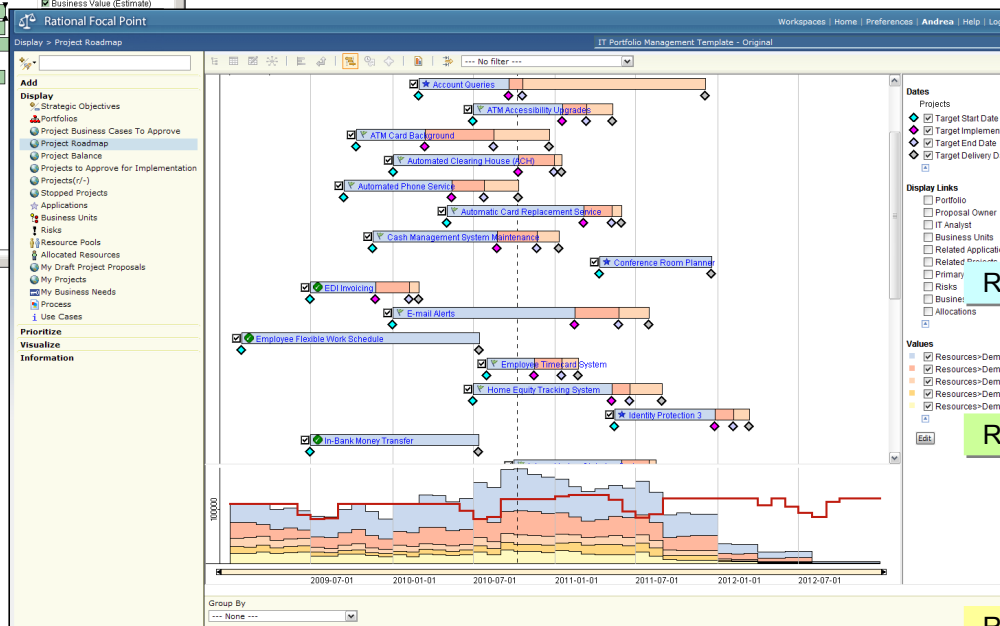 Business Value (Estimate)
Rational Focal Point
Workspaces | Home | Preferences | Andrea | Help |
Display > Project Roadmap
IT Portfolio Management Template - Original
--- No filter ---
Add
Display
Strategic Objectives
Portfolios
Project Business Cases To Approve
Project Roadmap
Project Balance
Projects to Approve for Implementation
Projects(r/-)
Stopped Projects
Applications
Business Units
Risks
Resource Pools
Allocated Resources
My Draft Project Proposals
My Projects
My Business Needs
Process
Use Cases
Prioritize
Visualize
Information
Account Queries
ATM Accessibility Upgrades
ATM Card Background
Automated Clearing House (ACH)
Automated Phone Service
Automatic Card Replacement Service
Cash Management System Maintenance
Conference Room Planner
EDI Invoicing
E-mail Alerts
Employee Flexible Work Schedule
Employee Timecard System
Home Equity Tracking System
Identity Protection 3
In-Bank Money Transfer
2009-07-01 2010-01-01 2010-07-01 2011-01-01 2011-07-01 2012-01-01 2012-07-01
Group By
--- None ---
Dates
Projects
Target Start Date
Target Implemen
Target End Date
Target Delivery D
Display Links
Portfolio
Proposal Owner
IT Analyst
Business Units
Related Applicati
Related Projects
Primary
Risks
Busines
Allocations
R
Values
Resources>Dem
Resources>Dem
Resources>Dem
Resources>Dem
Resources>Dem
Edit
R